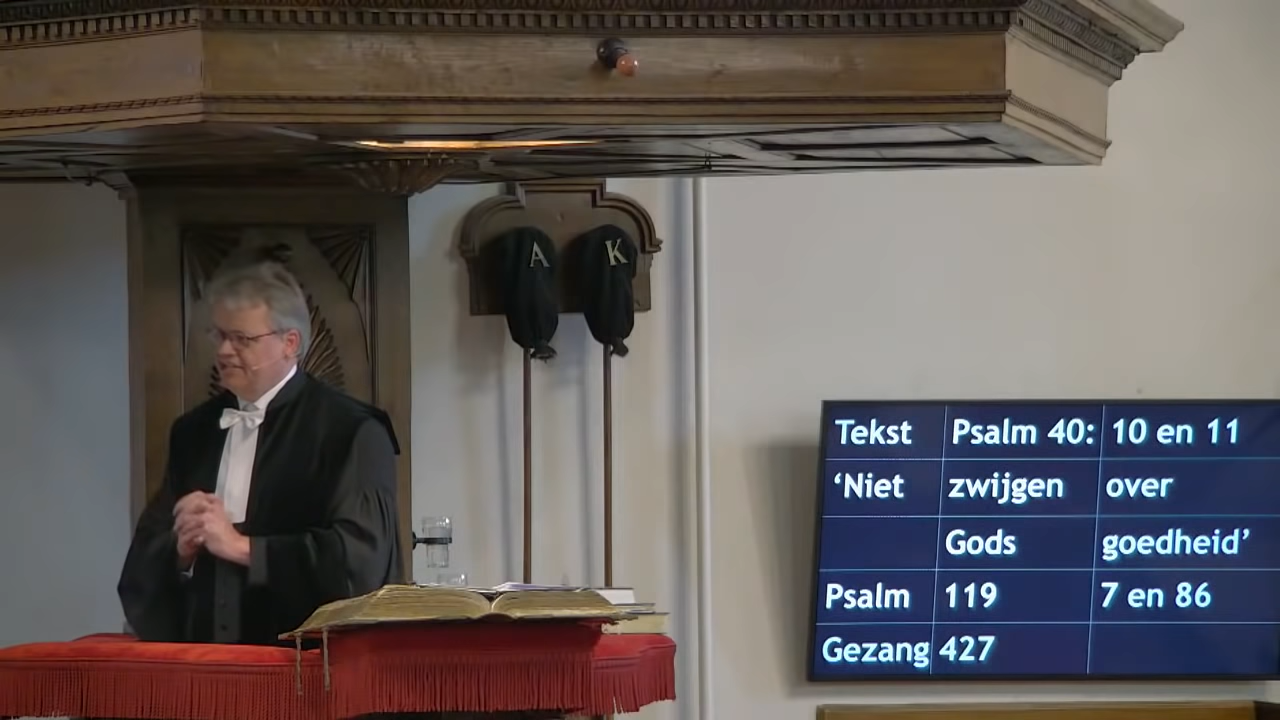 A K
Tekst Psalm 40: 10 en 11
‘Niet zwijgen over
Gods goedheid’
Psalm 119 7 en 86
Gezang 427